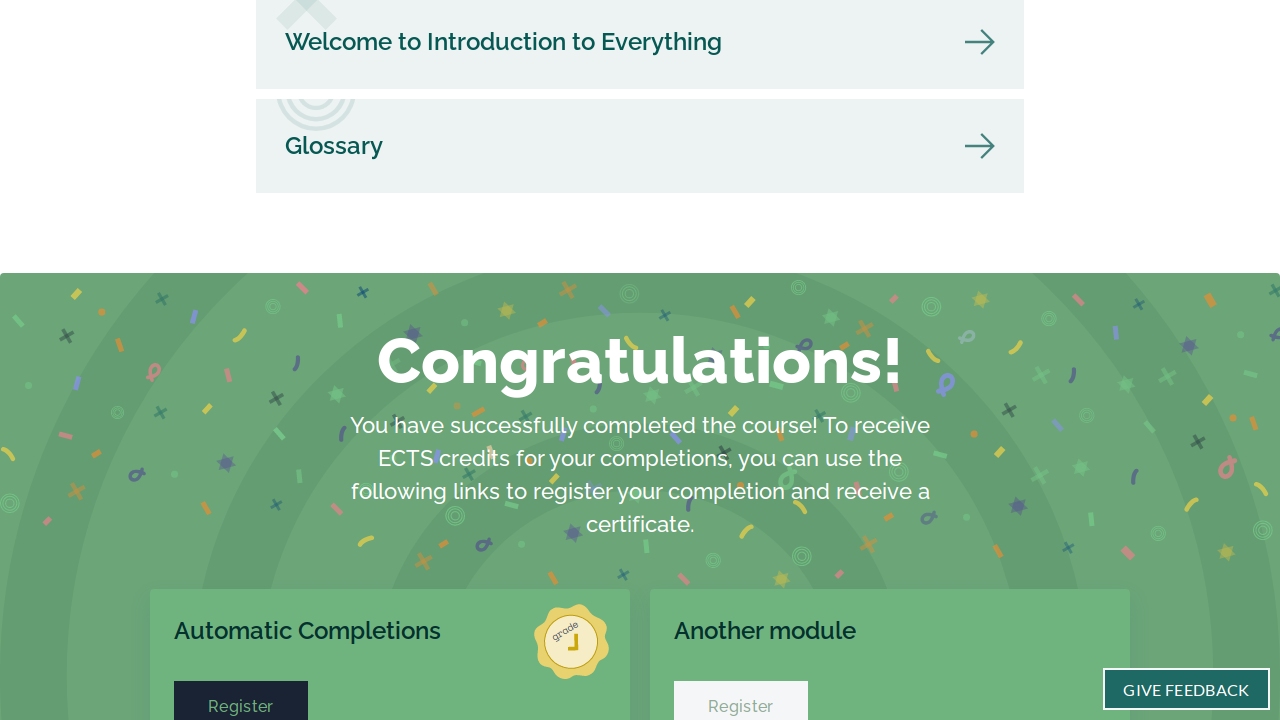 Welcome to Introduction to Everything
Glossary
Congratulations!
You have successfully completed the course! To receive
ECTS credits for your completions, you can use the
following links to register your completion and receive a
certificate.
Automatic Completions
grade
Another module
Register
Register
GIVE FEEDBACK